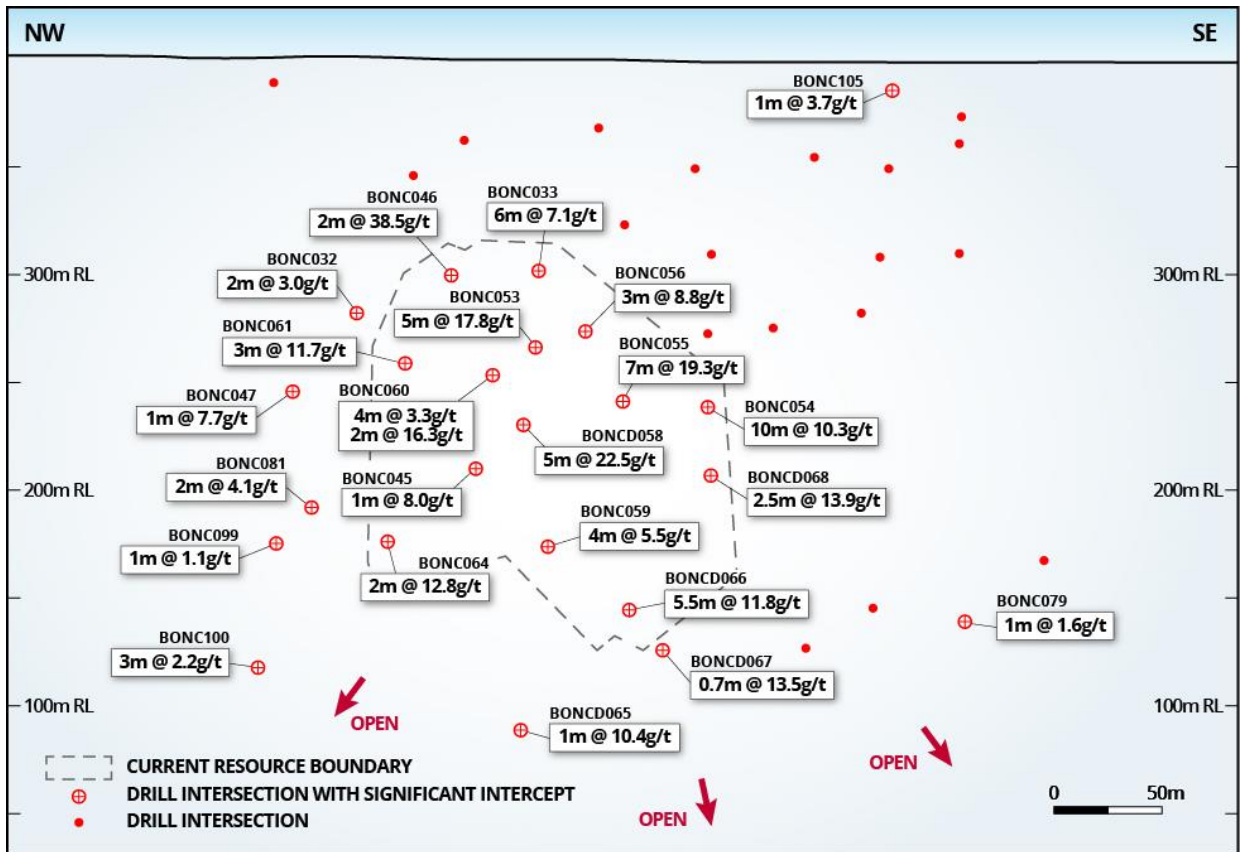 NW
SE
BONC105
1m @ 3.7g/t
BONC046
2m @ 38.5g/t
BONC033
6m @ 7.1g/t
300m RL
300m RL
BONC032
2m @ 3.0g/t
BONC056
3m @ 8.8g/t
BONC053
5m @ 17.8g/t
BONC061
3m @ 11.7g/t
BONC055
7m @ 19.3g/t
BONC047
1m @ 7.7g/t
BONC060
4m @ 3.3g/t
2m @ 16.3g/t
BONC054
10m @ 10.3g/t
BONCD058
5m @ 22.5g/t
BONC081
2m @ 4.1g/t
BONC045
1m @ 8.0g/t
BONCD068
2.5m @ 13.9g/t
200m RL
200m RL
BONC059
4m @ 5.5g/t
BONC099
1m @ 1.1g/t
BONC064
2m @ 12.8g/t
BONCD066
5.5m @ 11.8g/t
BONC079
1m @ 1.6g/t
BONC100
3m @ 2.2g/t
BONCD067
0.7m @ 13.5g/t
100m RL
100m RL
OPEN
BONCD065
1m @ 10.4g/t
OPEN
OPEN
CURRENT RESOURCE BOUNDARY
DRILL INTERSECTION WITH SIGNIFICANT INTERCEPT
DRILL INTERSECTION
0 50m